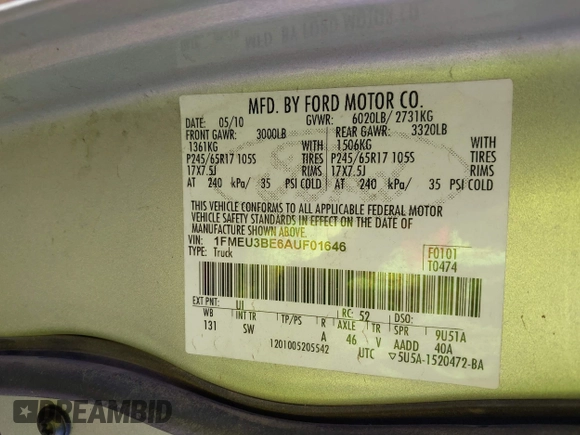 MFD. BY FORD MOTOR CO.
DATE: 05/10 GVWR: 6020LB/ 2731KG
FRONT GAWR: 3000LB REAR GAWR: 3320LB
1361KG WITH 1506KG WITH
P245/65R17 105S TIRES P245/65R17 105S TIRES
17X7.5J RIMS 17X7.5J RIMS
AT 240 kPa/ 35 PSI COLD AT 240 kPa/ 35 PSI COLD
THIS VEHICLE CONFORMS TO ALL APPLICABLE FEDERAL MOTOR
VEHICLE SAFETY STANDARDS IN EFFECT ON THE DATE OF
MANUFACTURE SHOWN ABOVE.
VIN: 1FMEU3BE6AUF01646
TYPE: Truck
F0101
T0474
EXT PNT: UI RC: 52 DSO:
WB INT TR TP/PS R AXLE TR SPR 9U51A
131 SW A 46 V AADD 40A
1201005205542 UTC ▽5U5A-1520472-BA
DREAMBID